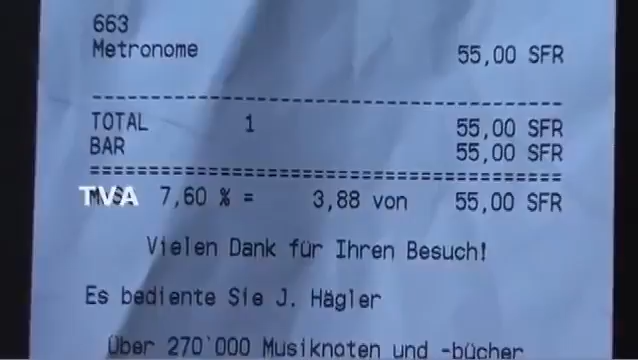 663
Metronome 55,00 SFR
TOTAL 1 55,00 SFR
BAR 55,00 SFR
TVA 7,60 % = 3,88 von 55,00 SFR
Vielen Dank für Ihren Besuch!
Es bediente Sie J. Hägler
Über 270'000 Musiknoten und -bücher